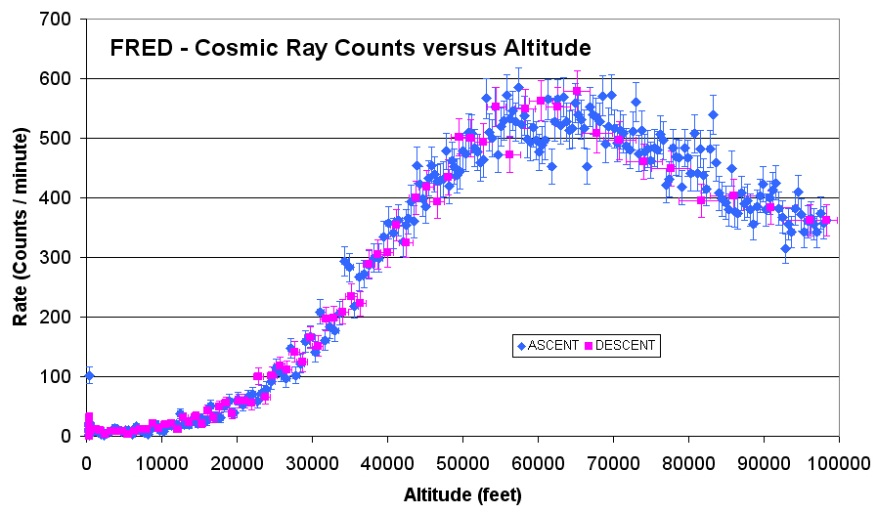 FRED - Cosmic Ray Counts versus Altitude
700
600
500
400
300
200
100
0
Rate (Counts / minute)
ASCENT DESCENT
0 10000 20000 30000 40000 50000 60000 70000 80000 90000 100000
Altitude (feet)